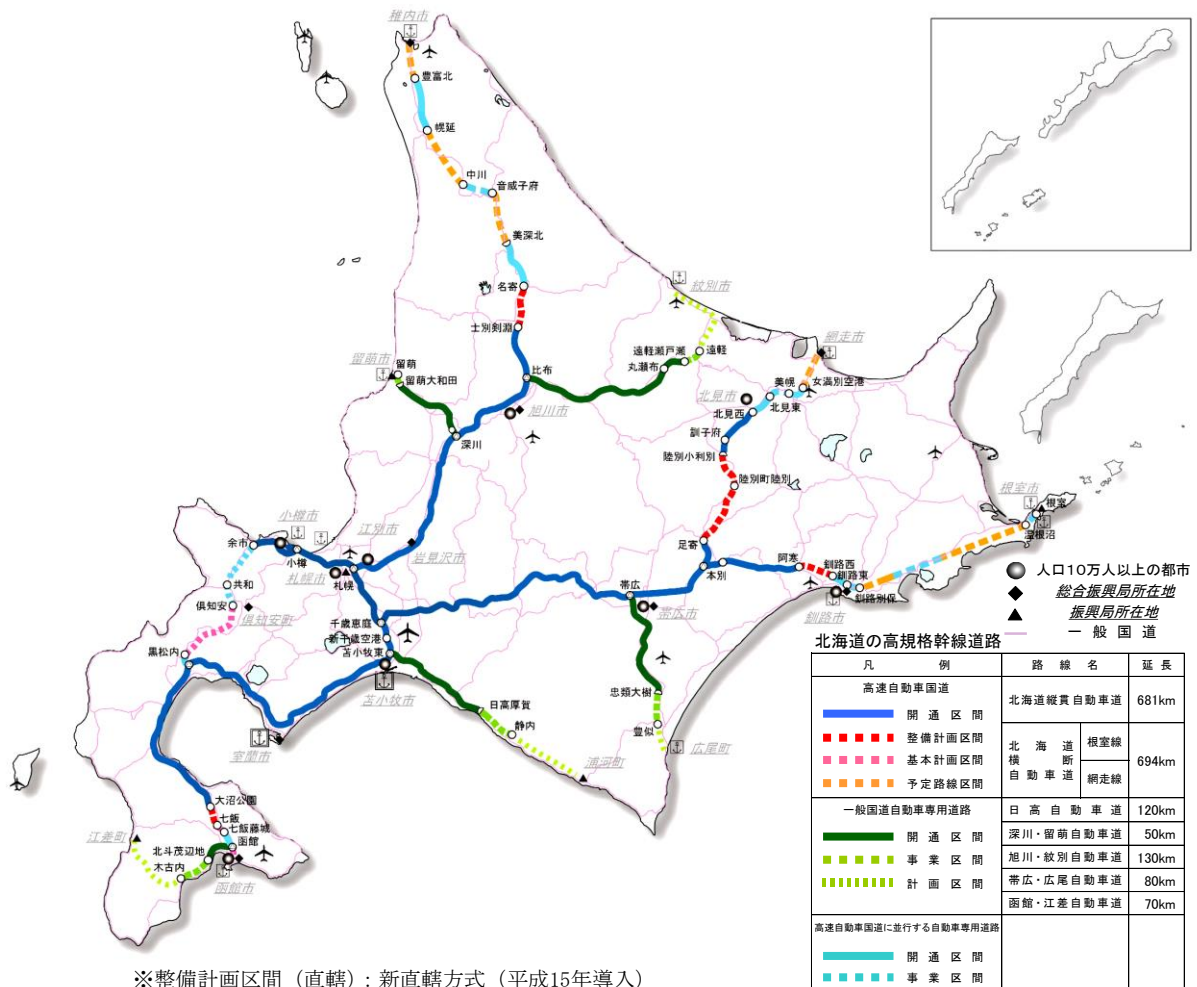 稚内市
豊富北
幌延
中川
音威子府
美深北
名寄
士別剣淵
紋別市
遠軽瀬戸瀬
遠軽
丸瀬布
比布
旭川市
留萌市
留萌
留萌大和田
深川
網走市
女満別空港
美幌
北見市
北見東
北見西
訓子府
陸別小利別
陸別町陸別
足寄
本別
阿寒
釧路西
釧路東
釧路別保
釧路市
根室市
根室
温根沼
小樽市
余市
小樽
江別市
岩見沢市
札幌市
札幌
共和
倶知安
倶知安町
黒松内
千歳恵庭
新千歳空港
苫小牧東
苫小牧市
帯広
帯広市
忠類大樹
豊似
広尾町
日高厚賀
静内
浦河町
室蘭市
大沼公園
七飯
七飯藤城
函館
北斗茂辺地
木古内
江差町
函館市
人口10万人以上の都市
総合振興局所在地
振興局所在地
一般国道
北海道の高規格幹線道路
凡例 路線名 延長
高速自動車国道
開通区間
整備計画区間
基本計画区間
予定路線区間
北海道縦貫自動車道 681km
北海道
横断
自動車道
根室線
網走線
694km
一般国道自動車専用道路
開通区間
事業区間
計画区間
日高自動車道 120km
深川・留萌自動車道 50km
旭川・紋別自動車道 130km
帯広・広尾自動車道 80km
函館・江差自動車道 70km
高速自動車国道に並行する自動車専用道路
開通区間
事業区間
※整備計画区間（直轄）：新直轄方式（平成15年導入）